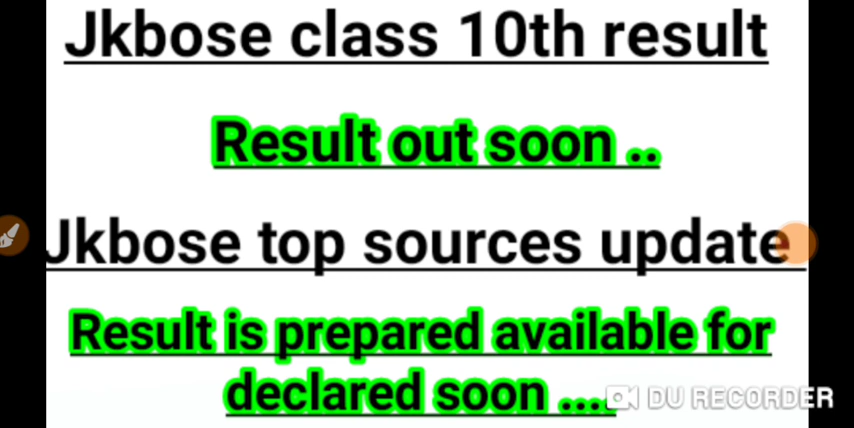 Jkbose class 10th result
Result out soon ..
Jkbose top sources update
Result is prepared available for
declared soon ....
DU RECORDER